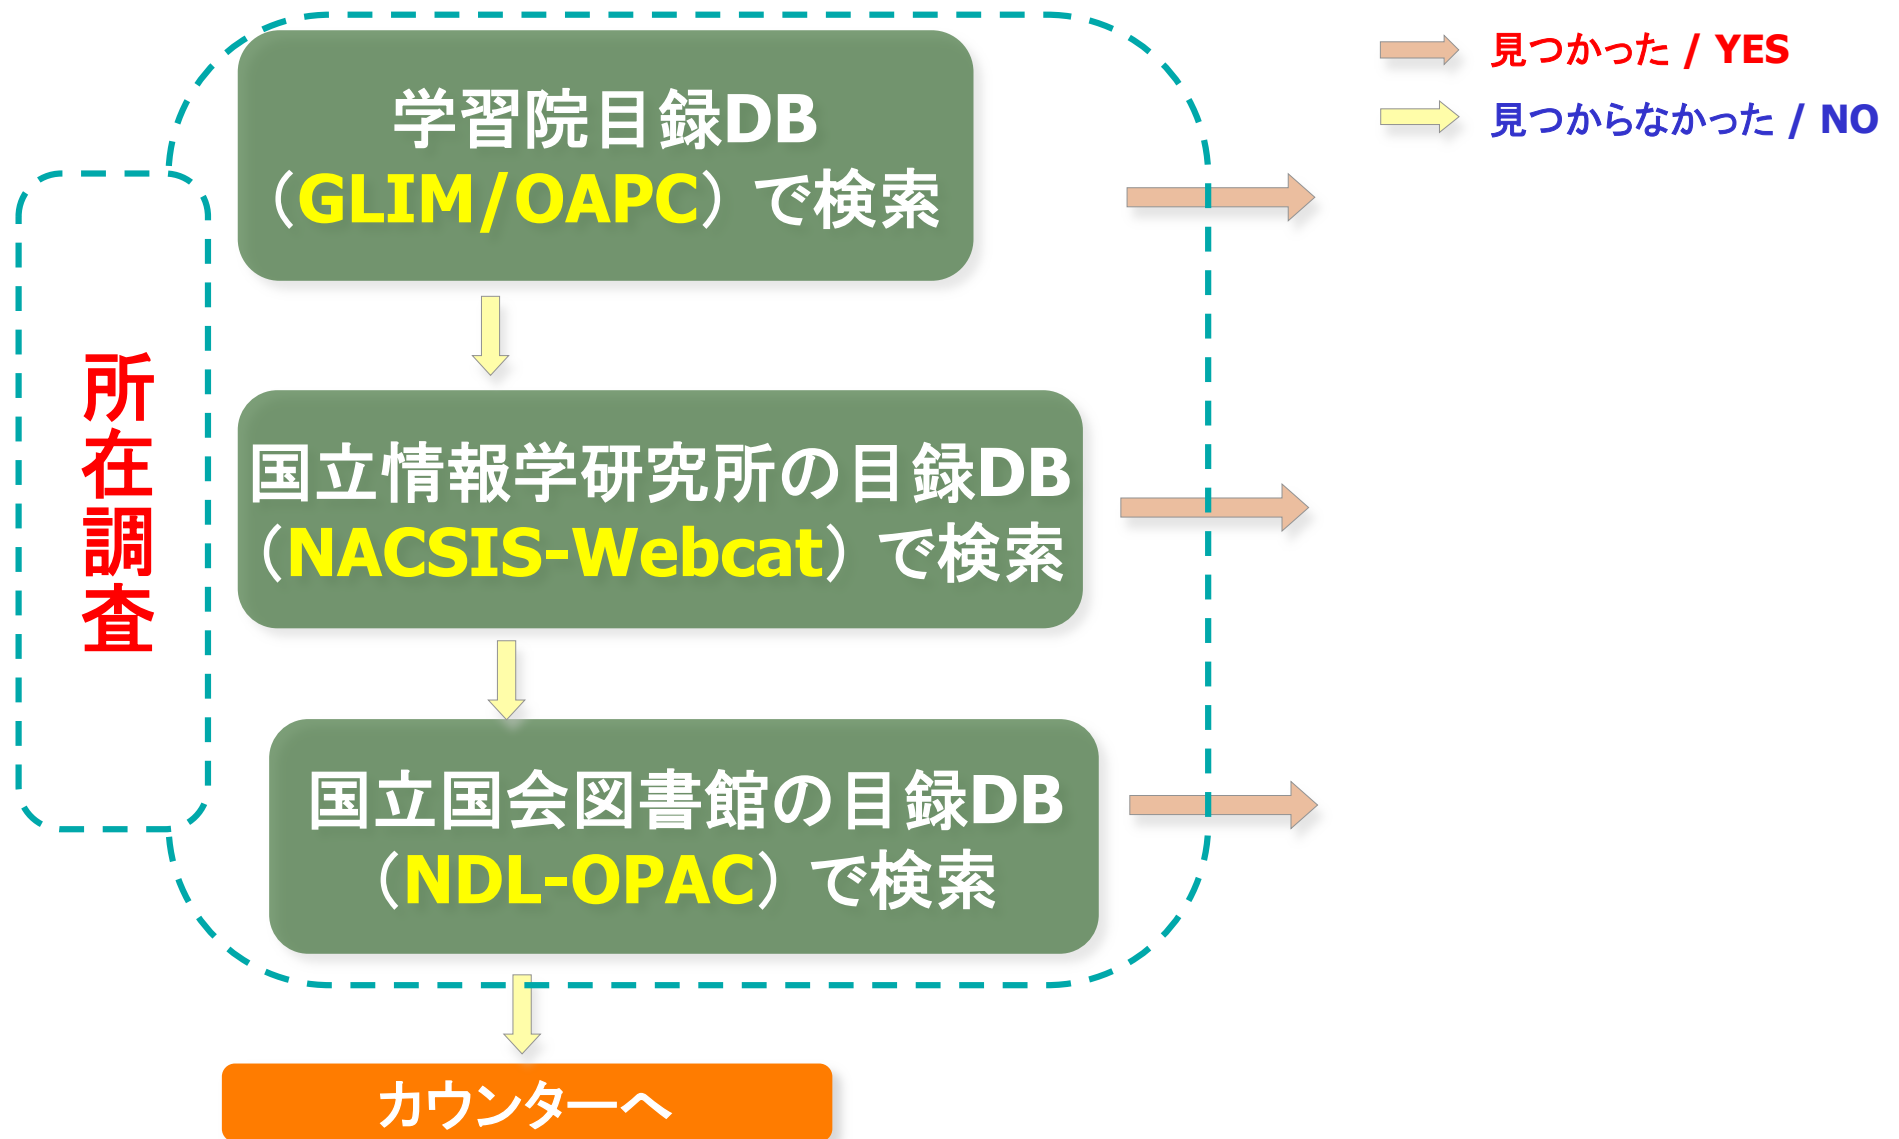 学習院目録DB
（GLIM/OAPC）で検索
見つかった / YES
見つからなかった / NO
所在調査
国立情報学研究所の目録DB
（NACSIS-Webcat）で検索
国立国会図書館の目録DB
（NDL-OPAC）で検索
カウンターへ